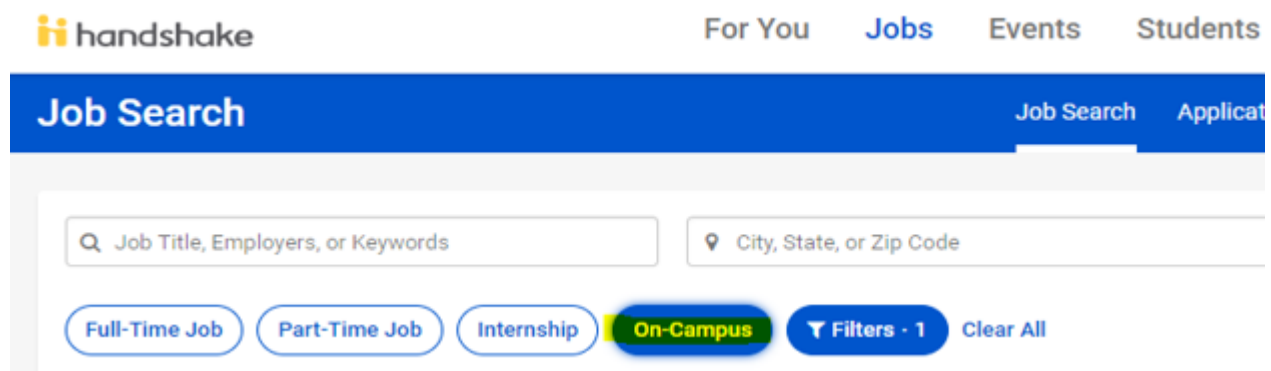 handshake For You Jobs Events Students
Job Search Job Search Applicat
Job Title, Employers, or Keywords City, State, or Zip Code
Full-Time Job Part-Time Job Internship On-Campus Filters · 1 Clear All